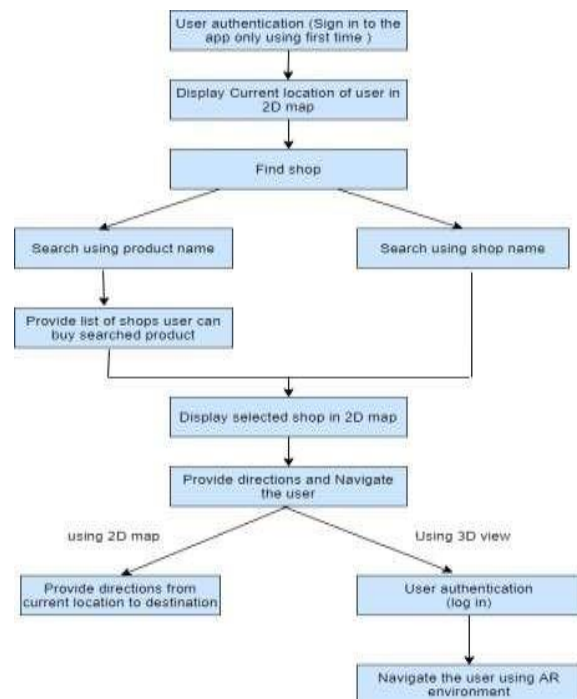 User authentication (Sign in to the
app only using first time )
Display Current location of user in
2D map
Find shop
Search using product name
Search using shop name
Provide list of shops user can
buy searched product
Display selected shop in 2D map
Provide directions and Navigate
the user
using 2D map
Using 3D view
Provide directions from
current location to destination
User authentication
(log in)
Navigate the user using AR
environment